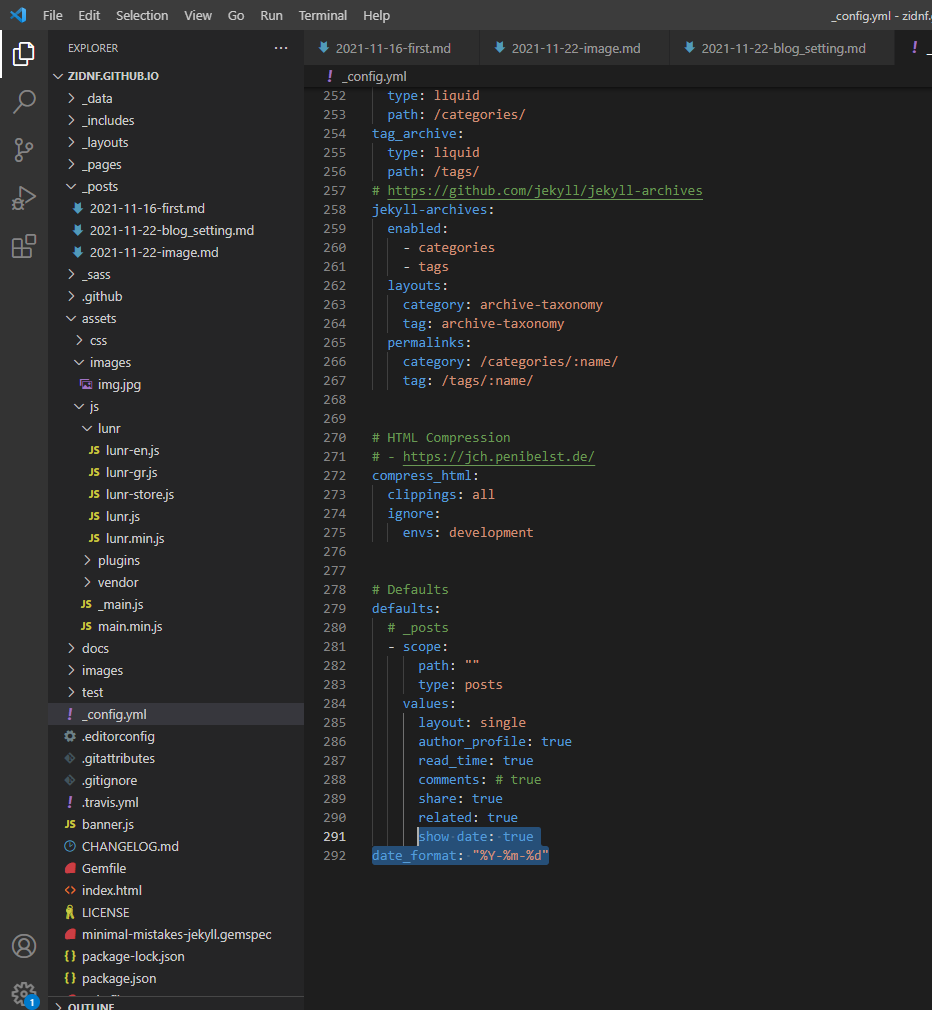 File Edit Selection View Go Run Terminal Help
_config.yml - zidnf.
EXPLORER ···
ZIDNF.GITHUB.IO
_data
_includes
_layouts
_pages
_posts
2021-11-16-first.md
2021-11-22-blog_setting.md
2021-11-22-image.md
_sass
.github
assets
css
images
img.jpg
js
lunr
JS lunr-en.js
JS lunr-gr.js
JS lunr-store.js
JS lunr.js
JS lunr.min.js
plugins
vendor
JS _main.js
JS main.min.js
docs
images
test
! _config.yml
.editorconfig
.gitattributes
.gitignore
! .travis.yml
JS banner.js
CHANGELOG.md
Gemfile
<> index.html
LICENSE
minimal-mistakes-jekyll.gemspec
{} package-lock.json
{} package.json
OUTLINE
1
2021-11-16-first.md 2021-11-22-image.md 2021-11-22-blog_setting.md ! _
! _config.yml
252 type: liquid
253 path: /categories/
254 tag_archive:
255 type: liquid
256 path: /tags/
257 # https://github.com/jekyll/jekyll-archives
258 jekyll-archives:
259 enabled:
260 - categories
261 - tags
262 layouts:
263 category: archive-taxonomy
264 tag: archive-taxonomy
265 permalinks:
266 category: /categories/:name/
267 tag: /tags/:name/
268
269
270 # HTML Compression
271 # - https://jch.penibelst.de/
272 compress_html:
273 clippings: all
274 ignore:
275 envs: development
276
277
278 # Defaults
279 defaults:
280 # _posts
281 - scope:
282 path: ""
283 type: posts
284 values:
285 layout: single
286 author_profile: true
287 read_time: true
288 comments: # true
289 share: true
290 related: true
291 show date: true
292 date_format: "%Y-%m-%d"